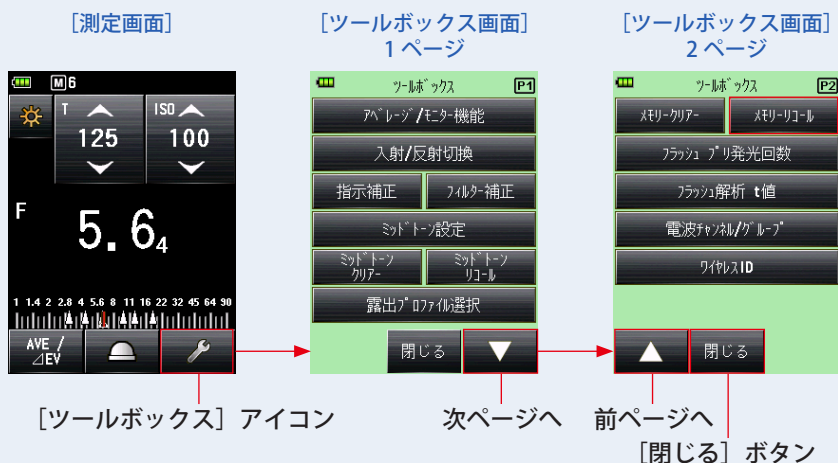 ［測定画面］
M6
T
125
ISO
100
F
5.6₄
1 1.4 2 2.8 4 5.6 8 11 16 22 32 45 64 90
AVE /
⊿EV
［ツールボックス］アイコン
［ツールボックス画面］
1 ページ
ﾂｰﾙﾎﾞｯｸｽ P1
ｱﾍﾞﾚｰｼﾞ/ﾓﾆﾀｰ機能
入射/反射切換
指示補正 ﾌｨﾙﾀｰ補正
ﾐｯﾄﾞﾄｰﾝ設定
ﾐｯﾄﾞﾄｰﾝ
ｸﾘｱｰ
ﾐｯﾄﾞﾄｰﾝ
ﾘｺｰﾙ
露出ﾌﾟﾛﾌｧｲﾙ選択
閉じる ▼
次ページへ
［ツールボックス画面］
2 ページ
ﾂｰﾙﾎﾞｯｸｽ P2
ﾒﾓﾘｰｸﾘｱｰ ﾒﾓﾘｰﾘｺｰﾙ
ﾌﾗｯｼｭ ﾌﾟﾘ発光回数
ﾌﾗｯｼｭ解析 t値
電波ﾁｬﾝﾈﾙ/ｸﾞﾙｰﾌﾟ
ﾜｲﾔﾚｽID
▲ 閉じる
前ページへ
［閉じる］ボタン